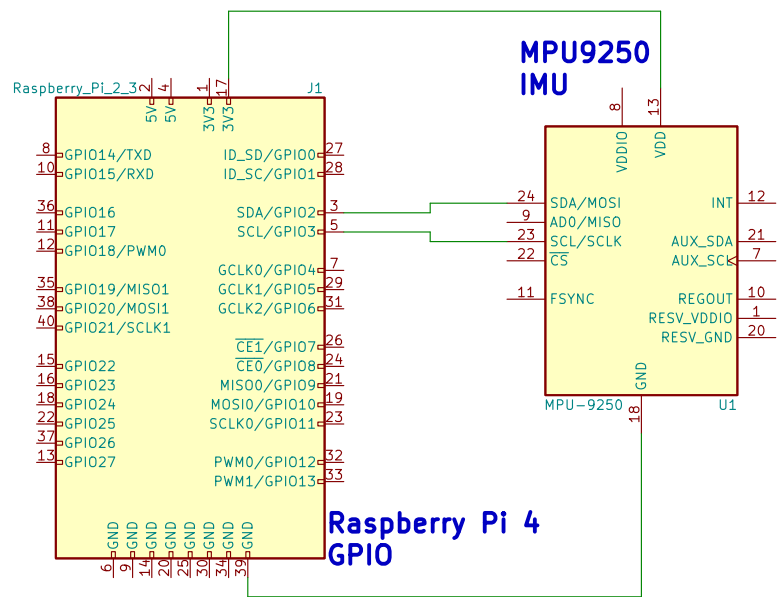 MPU9250
IMU
Raspberry_Pi_2_3
J1
2
4
1
17
5V
5V
3V3
3V3
8
13
VDDIO
VDD
8 GPIO14/TXD
ID_SD/GPIO0 27
10 GPIO15/RXD
ID_SC/GPIO1 28
36 GPIO16
SDA/GPIO2 3
11 GPIO17
SCL/GPIO3 5
12 GPIO18/PWM0
GCLK0/GPIO4 7
35 GPIO19/MISO1
GCLK1/GPIO5 29
38 GPIO20/MOSI1
GCLK2/GPIO6 31
40 GPIO21/SCLK1
CE1/GPIO7 26
15 GPIO22
CE0/GPIO8 24
16 GPIO23
MISO0/GPIO9 21
18 GPIO24
MOSI0/GPIO10 19
22 GPIO25
SCLK0/GPIO11 23
37 GPIO26
13 GPIO27
PWM0/GPIO12 32
PWM1/GPIO13 33
24 SDA/MOSI
INT 12
9 AD0/MISO
23 SCL/SCLK
AUX_SDA 21
22 CS
AUX_SCL 7
11 FSYNC
REGOUT 10
RESV_VDDIO 1
RESV_GND 20
GND
MPU-9250
18
U1
Raspberry Pi 4
GPIO
GND
GND
GND
GND
GND
GND
GND
GND
6
9
14
20
25
30
34
39